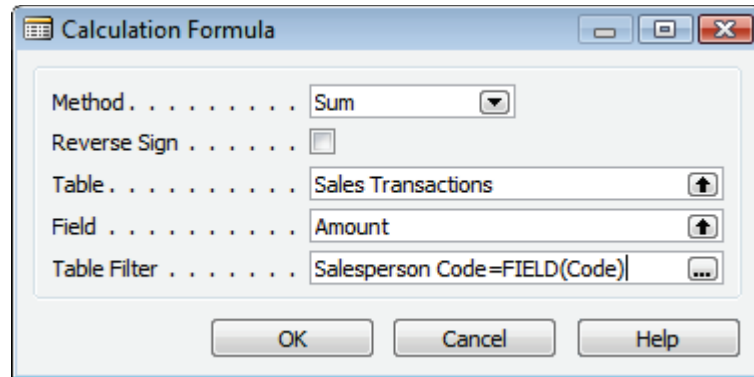 Calculation Formula
Method. . . . . . . . . Sum
Reverse Sign . . . . . .
Table. . . . . . . . . . Sales Transactions
Field . . . . . . . . . . Amount
Table Filter . . . . . . . Salesperson Code=FIELD(Code) ...
OK Cancel Help